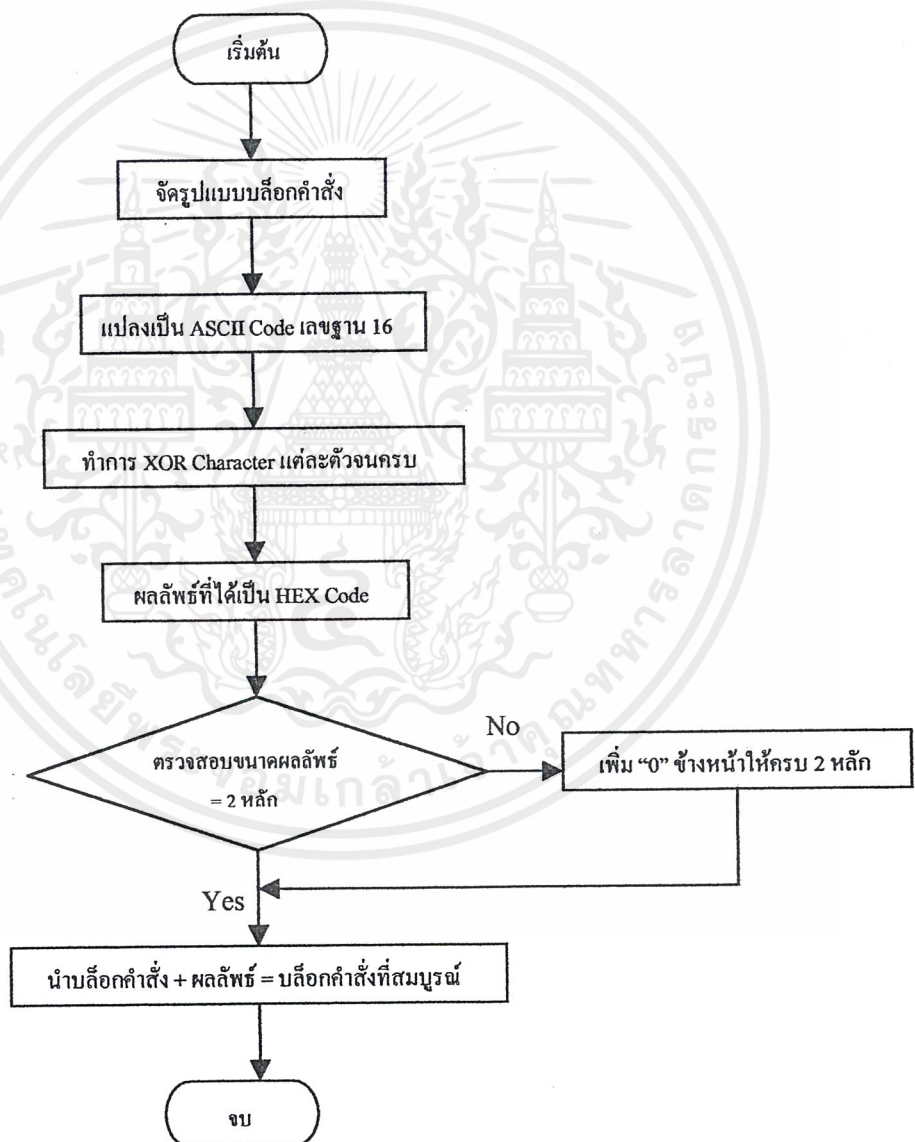 เริ่มต้น
จัดรูปแบบบล็อกคำสั่ง
แปลงเป็น ASCII Code เลขฐาน 16
ทำการ XOR Character แต่ละตัวจนครบ
ผลลัพธ์ที่ได้เป็น HEX Code
ตรวจสอบขนาดผลลัพธ์
= 2 หลัก
No
เพิ่ม “0” ข้างหน้าให้ครบ 2 หลัก
Yes
นำบล็อกคำสั่ง + ผลลัพธ์ = บล็อกคำสั่งที่สมบูรณ์
จบ